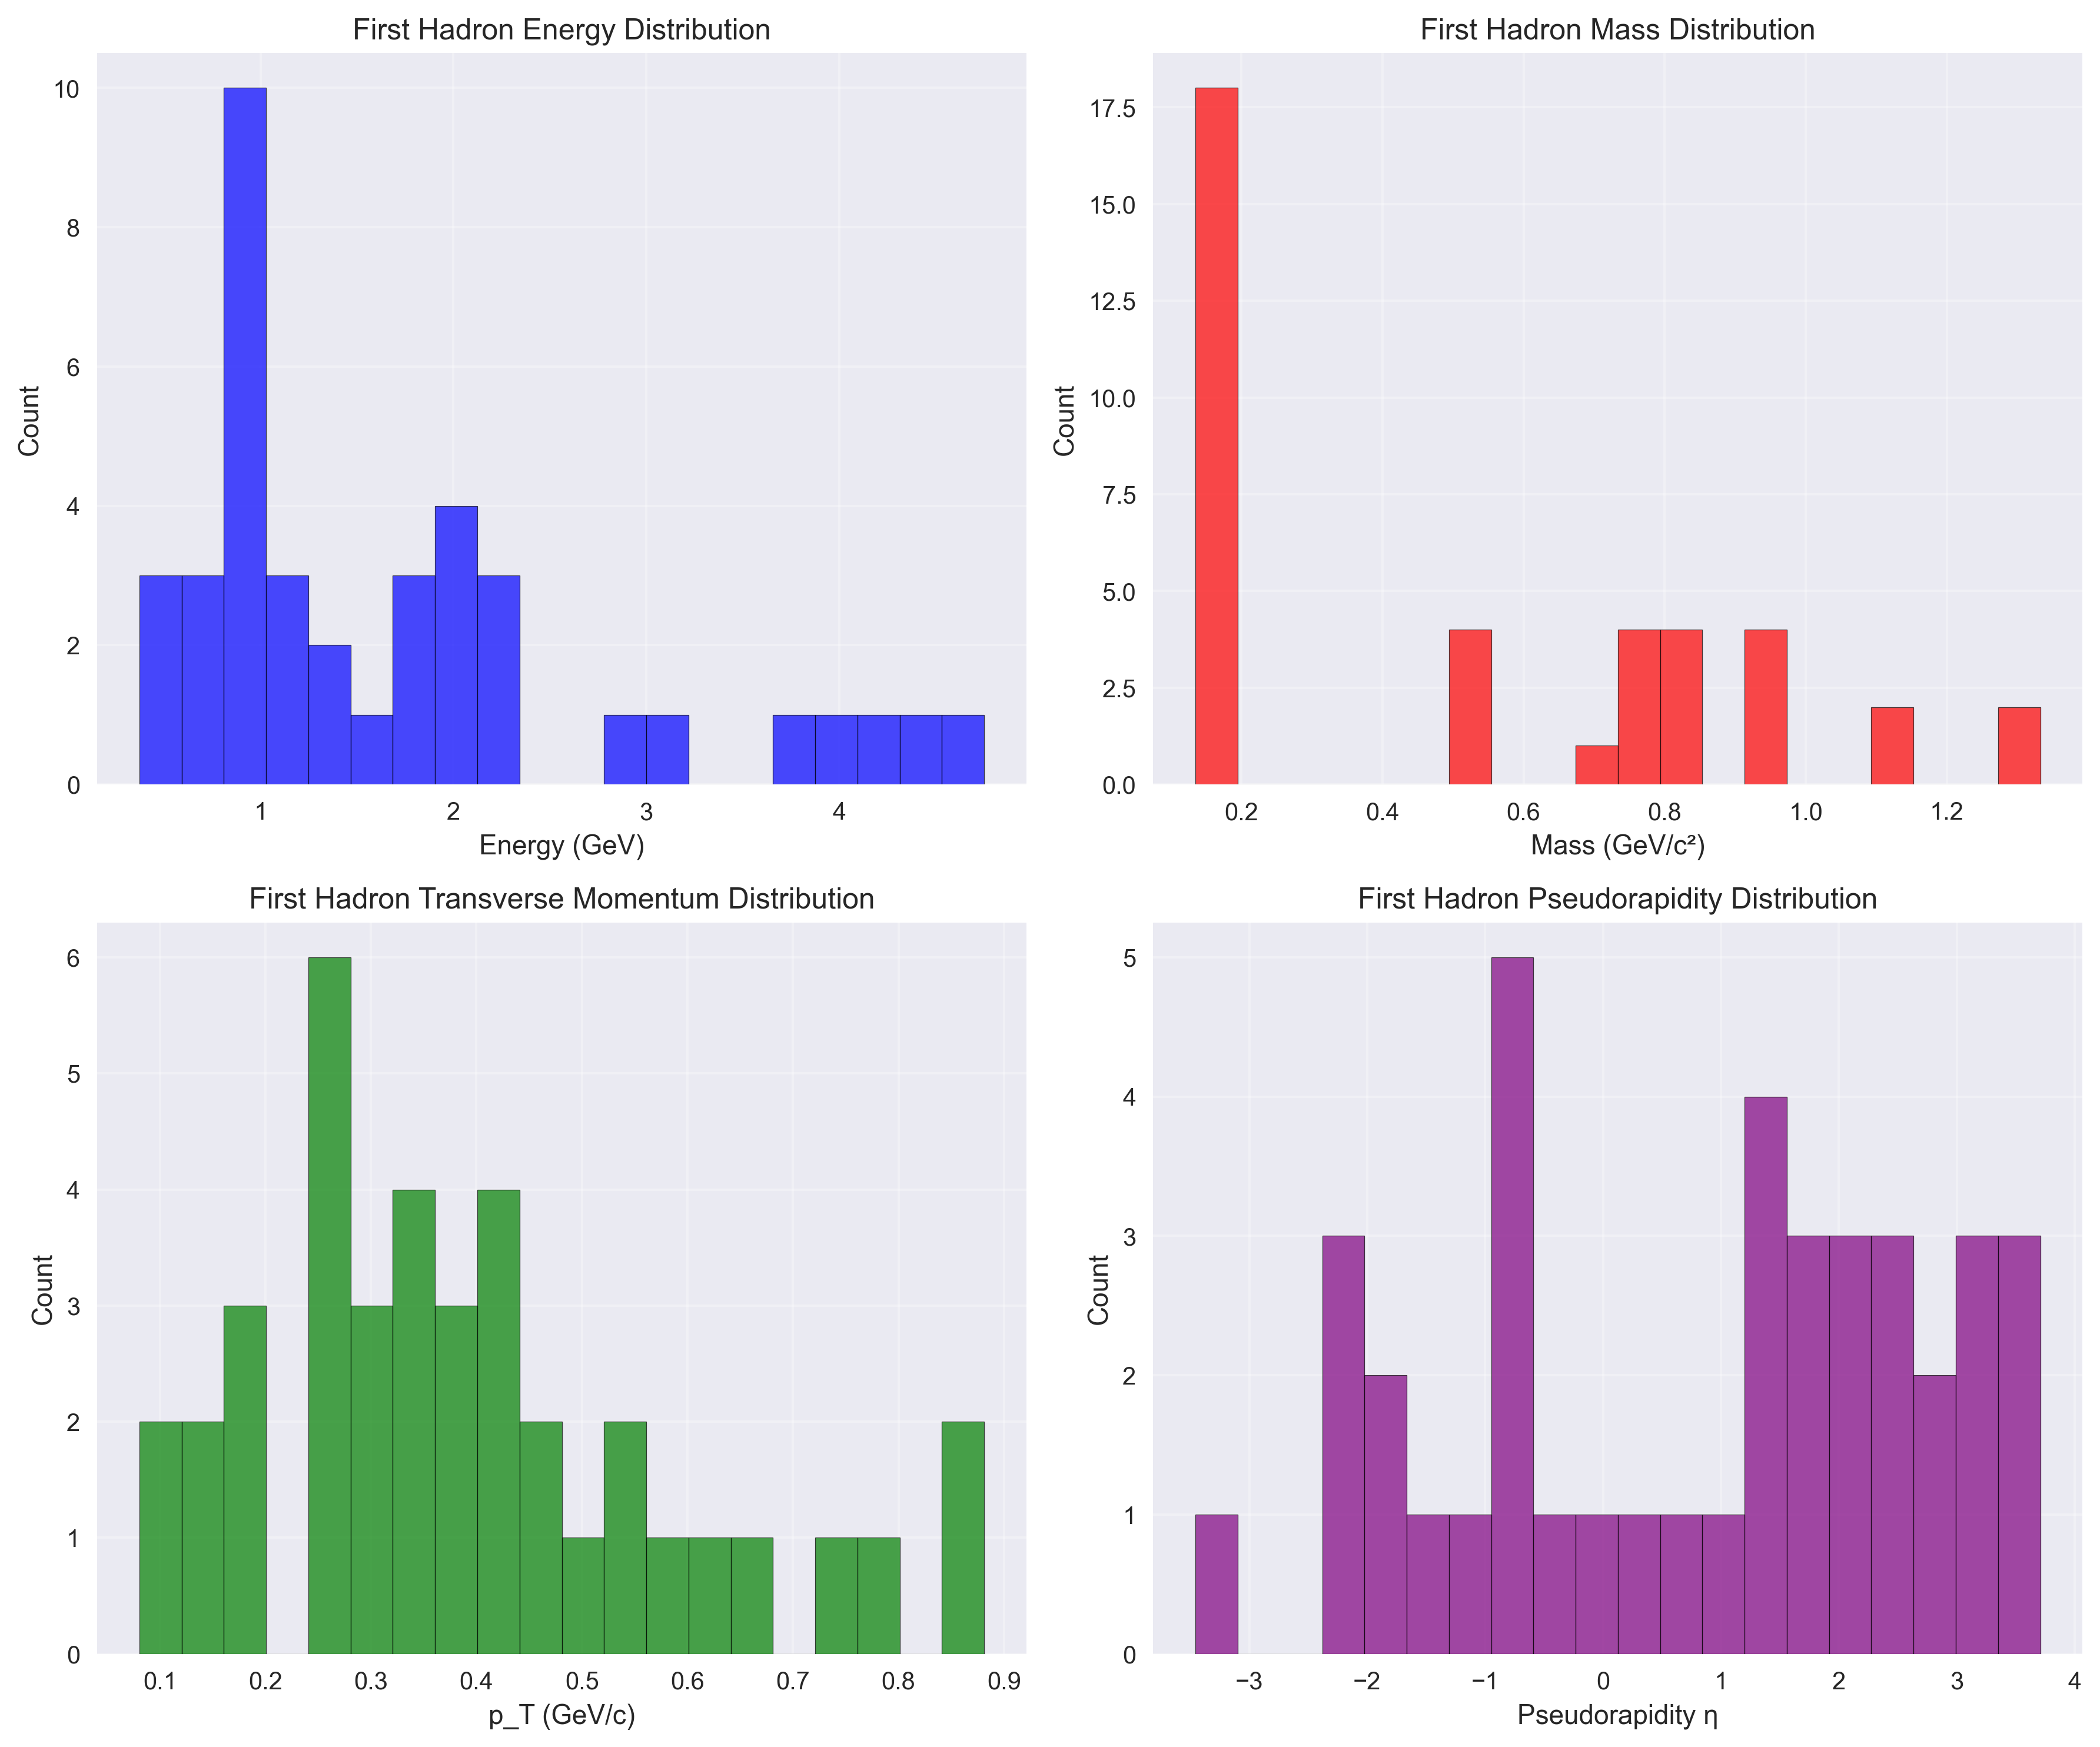 First Hadron Energy Distribution
10
8
6
4
2
0
Count
1 2 3 4
Energy (GeV)
First Hadron Mass Distribution
17.5
15.0
12.5
10.0
7.5
5.0
2.5
0.0
Count
0.2 0.4 0.6 0.8 1.0 1.2
Mass (GeV/c²)
First Hadron Transverse Momentum Distribution
6
5
4
3
2
1
0
Count
0.1 0.2 0.3 0.4 0.5 0.6 0.7 0.8 0.9
p_T (GeV/c)
First Hadron Pseudorapidity Distribution
5
4
3
2
1
0
Count
−3 −2 −1 0 1 2 3 4
Pseudorapidity η